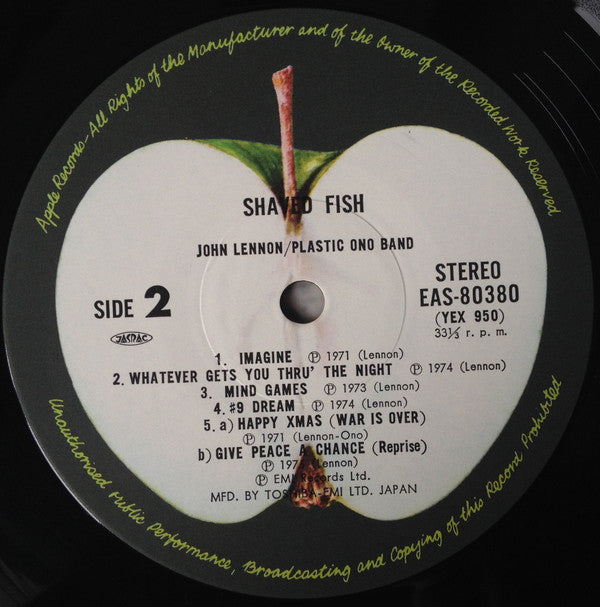 Apple Records-All Rights of the Manufacturer and of the Owner of the Recorded Work Reserved
SHAVED FISH
JOHN LENNON/PLASTIC ONO BAND
SIDE 2
JASRAC
STEREO
EAS-80380
(YEX 950)
33⅓ r. p. m.
1. IMAGINE ℗ 1971 (Lennon)
2. WHATEVER GETS YOU THRU' THE NIGHT ℗ 1974 (Lennon)
3. MIND GAMES ℗ 1973 (Lennon)
4. #9 DREAM ℗ 1974 (Lennon)
5. a) HAPPY XMAS (WAR IS OVER)
℗ 1971 (Lennon-Ono)
b) GIVE PEACE A CHANCE (Reprise)
℗ (Lennon)
℗ EMI Records Ltd.
MFD. BY TOSHIBA-EMI LTD. JAPAN
Unauthorised Public Performance, Broadcasting and Copying of this Record Prohibited